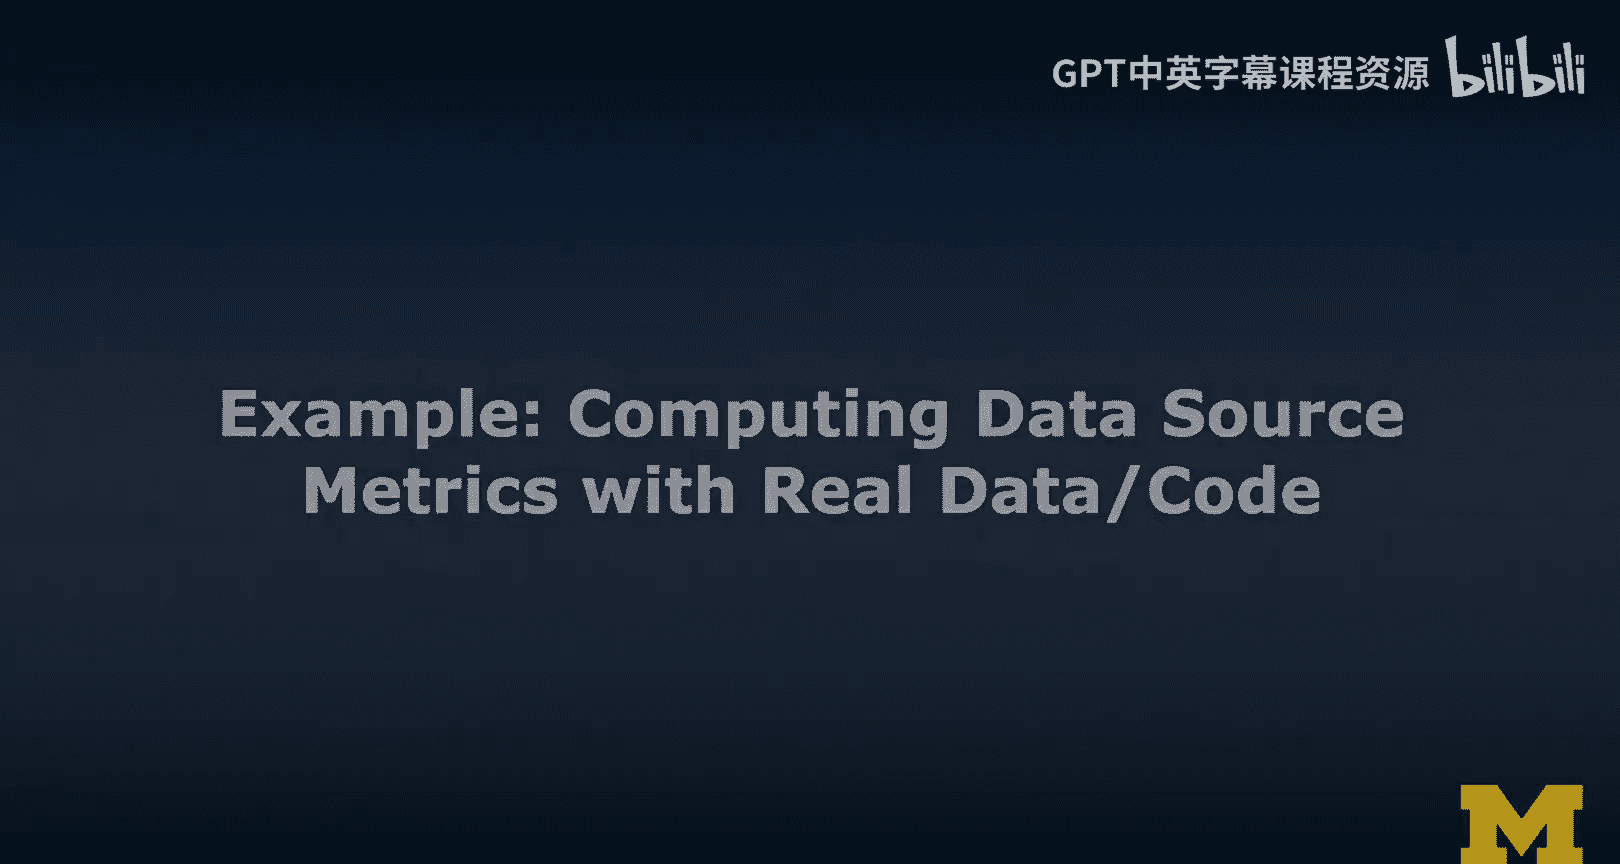 GPT中英字幕课程资源 bilibili
Example: Computing Data Source
Metrics with Real Data/Code
M